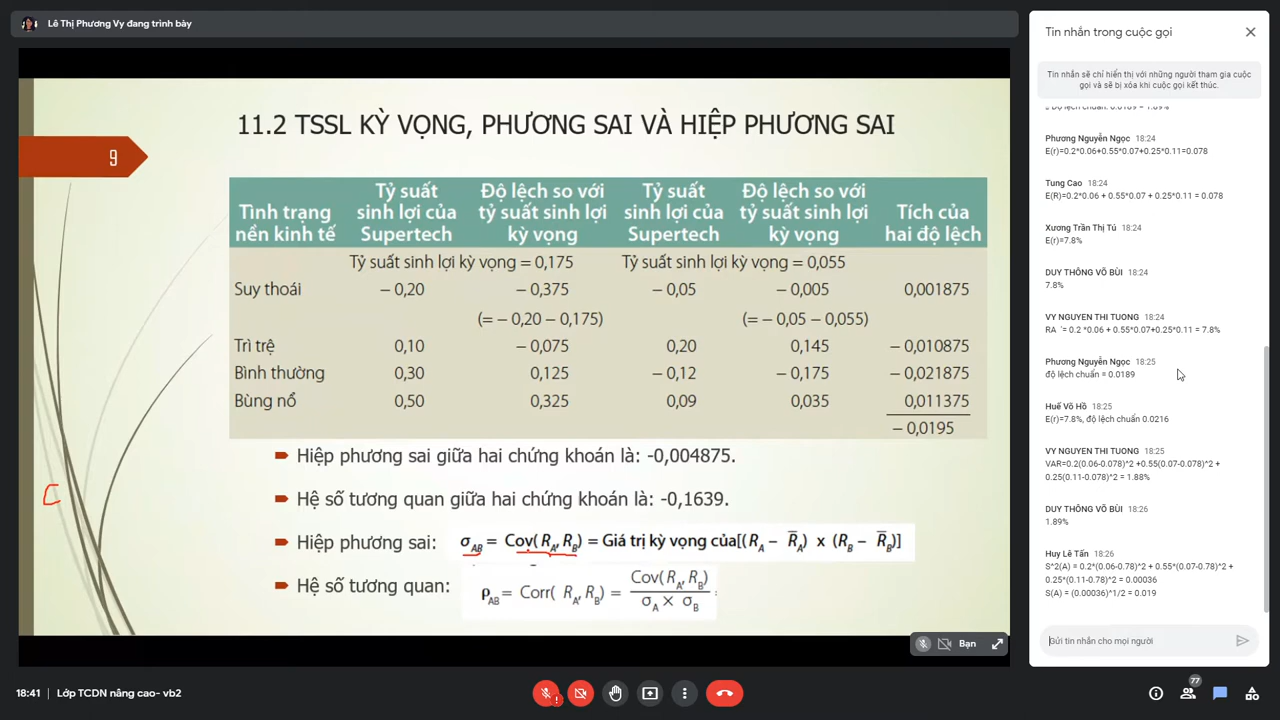 Lê Thị Phương Vy đang trình bày
11.2 TSSL KỲ VỌNG, PHƯƠNG SAI VÀ HIỆP PHƯƠNG SAI
9
Tình trạng nền kinh tế
Tỷ suất sinh lợi của Supertech
Độ lệch so với tỷ suất sinh lợi kỳ vọng
Tỷ suất sinh lợi của Supertech
Độ lệch so với tỷ suất sinh lợi kỳ vọng
Tích của hai độ lệch
Tỷ suất sinh lợi kỳ vọng = 0,175 Tỷ suất sinh lợi kỳ vọng = 0,055
Suy thoái − 0,20 − 0,375 − 0,05 − 0,005 0,001875
(= − 0,20 − 0,175) (= − 0,05 − 0,055)
Trì trệ 0,10 − 0,075 0,20 0,145 − 0,010875
Bình thường 0,30 0,125 − 0,12 − 0,175 − 0,021875
Bùng nổ 0,50 0,325 0,09 0,035 0,011375
− 0,0195
Hiệp phương sai giữa hai chứng khoán là: -0,004875.
Hệ số tương quan giữa hai chứng khoán là: -0,1639.
Hiệp phương sai: σAB = Cov(RA, RB) = Giá trị kỳ vọng của[(RA − R̅A) x (RB − R̅B)]
Hệ số tương quan: ρAB = Corr( RA, RB) = Cov(RA, RB) / σA × σB
Bạn
18:41 Lớp TCDN nâng cao- vb2
77
Tin nhắn trong cuộc gọi
Tin nhắn sẽ chỉ hiển thị với những người tham gia cuộc
gọi và sẽ bị xóa khi cuộc gọi kết thúc.
Phương Nguyễn Ngọc 18:24
E(r)=0.2*0.06+0.55*0.07+0.25*0.11=0.078
Tung Cao 18:24
E(R)=0.2*0.06 + 0.55*0.07 + 0.25*0.11 = 0.078
Xương Trần Thị Tú 18:24
E(r)=7.8%
DUY THÔNG VÕ BÙI 18:24
7.8%
VY NGUYEN THI TUONG 18:24
RA `= 0.2 *0.06 + 0.55*0.07+0.25*0.11 = 7.8%
Phương Nguyễn Ngọc 18:25
độ lệch chuẩn = 0.0189
Huế Võ Hồ 18:25
E(r)=7.8%, độ lệch chuẩn 0.0216
VY NGUYEN THI TUONG 18:25
VAR=0.2(0.06-0.078)^2 +0.55(0.07-0.078)^2 +
0.25(0.11-0.078)^2 = 1.88%
DUY THÔNG VÕ BÙI 18:26
1.89%
Huy Lê Tấn 18:26
S^2(A) = 0.2*(0.06-0.78)^2 + 0.55*(0.07-0.78)^2 +
0.25*(0.11-0.78)^2 = 0.00036
S(A) = (0.00036)^1/2 = 0.019
Gửi tin nhắn cho mọi người